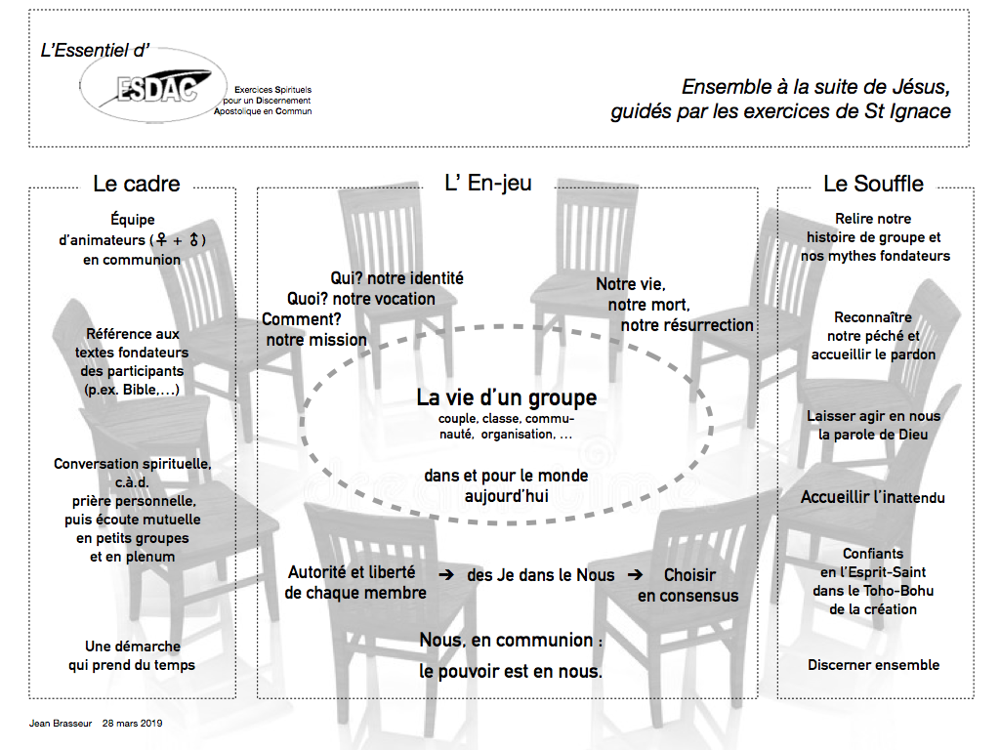 L'Essentiel d'
ESDAC
Exercices Spirituels
pour un Discernement
Apostolique en Commun
Ensemble à la suite de Jésus,
guidés par les exercices de St Ignace
Le cadre
Équipe
d'animateurs (♀ + ♂)
en communion
Référence aux
textes fondateurs
des participants
(p.ex. Bible,...)
Conversation spirituelle,
c.à.d.
prière personnelle,
puis écoute mutuelle
en petits groupes
et en plenum
Une démarche
qui prend du temps
L' En-jeu
Qui? notre identité
Quoi? notre vocation
Comment?
notre mission
Notre vie,
notre mort,
notre résurrection
La vie d'un groupe
couple, classe, commu-
nauté, organisation, ...
dans et pour le monde
aujourd'hui
Autorité et liberté
de chaque membre
➔ des Je dans le Nous ➔
Choisir
en consensus
Nous, en communion :
le pouvoir est en nous.
Le Souffle
Relire notre
histoire de groupe et
nos mythes fondateurs
Reconnaître
notre péché et
accueillir le pardon
Laisser agir en nous
la parole de Dieu
Accueillir l'inattendu
Confiants
en l'Esprit-Saint
dans le Toho-Bohu
de la création
Discerner ensemble
Jean Brasseur 28 mars 2019